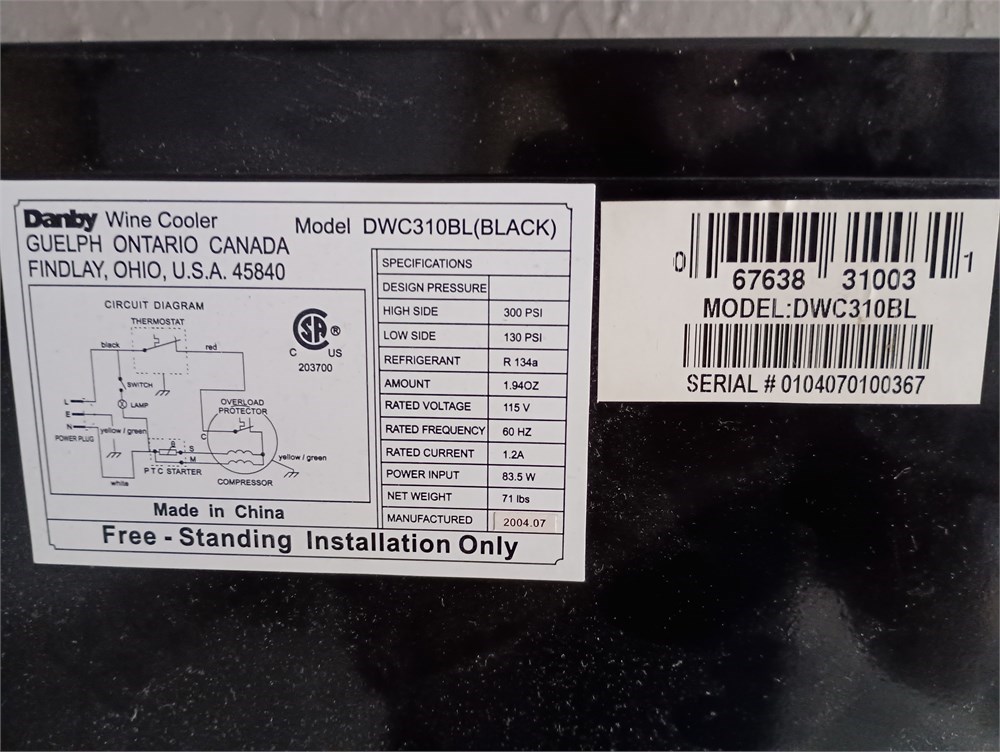 Danby Wine Cooler
GUELPH ONTARIO CANADA
FINDLAY, OHIO, U.S.A. 45840
Model DWC310BL(BLACK)
CIRCUIT DIAGRAM
THERMOSTAT
black
red
SWITCH
L
LAMP
E
N
POWER PLUG
yellow / green
white
OVERLOAD
PROTECTOR
C
θ
S
M
PTC STARTER
yellow / green
COMPRESSOR
SA ®
C US
203700
SPECIFICATIONS
DESIGN PRESSURE
HIGH SIDE 300 PSI
LOW SIDE 130 PSI
REFRIGERANT R 134a
AMOUNT 1.94OZ
RATED VOLTAGE 115 V
RATED FREQUENCY 60 HZ
RATED CURRENT 1.2A
POWER INPUT 83.5 W
NET WEIGHT 71 lbs
MANUFACTURED 2004.07
Made in China
Free - Standing Installation Only
0 67638 31003 1
MODEL:DWC310BL
SERIAL # 0104070100367